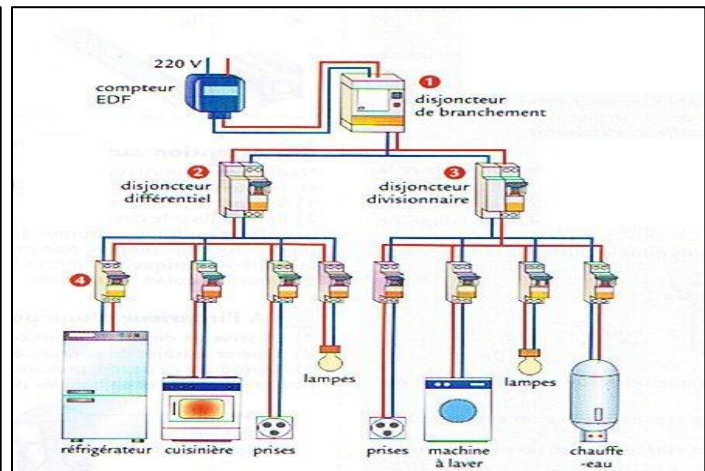 220 V
compteur
EDF
1
disjoncteur
de branchement
2
disjoncteur
différentiel
3
disjoncteur
divisionnaire
4
lampes
lampes
réfrigérateur cuisinière prises prises machine
à laver chauffe
-eau